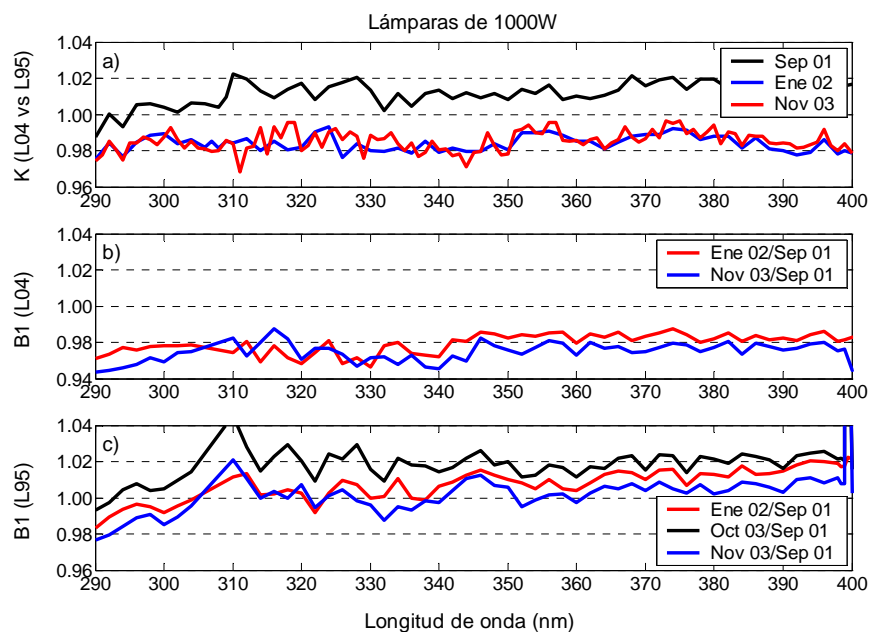 Lámparas de 1000W
a)
K (L04 vs L95)
1.04
1.02
1.00
0.98
0.96
Sep 01
Ene 02
Nov 03
290 300 310 320 330 340 350 360 370 380 390 400
b)
B1 (L04)
1.04
1.02
1.00
0.98
0.94
Ene 02/Sep 01
Nov 03/Sep 01
290 300 310 320 330 340 350 360 370 380 390 400
c)
B1 (L95)
1.04
1.02
1.00
0.98
0.96
Ene 02/Sep 01
Oct 03/Sep 01
Nov 03/Sep 01
290 300 310 320 330 340 350 360 370 380 390 400
Longitud de onda (nm)